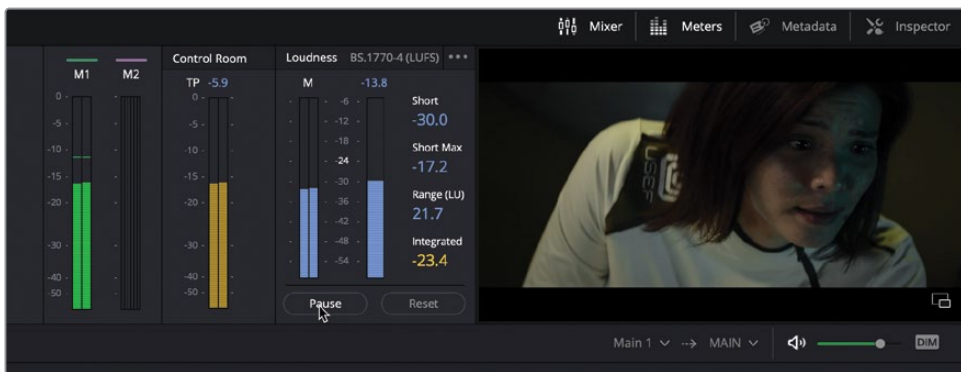 Mixer Meters Metadata Inspector
M1 M2
0
-5
-10
-15
-20
-30
-40
-50
Control Room
TP -5.9
0
-5
-10
-15
-20
-30
-40
-50
Loudness BS.1770-4 (LUFS)
M -13.8
-6
-12
-18
-24
-30
-36
-42
-48
-54
Short
-30.0
Short Max
-17.2
Range (LU)
21.7
Integrated
-23.4
Pause Reset
USEF
Main 1 MAIN DIM